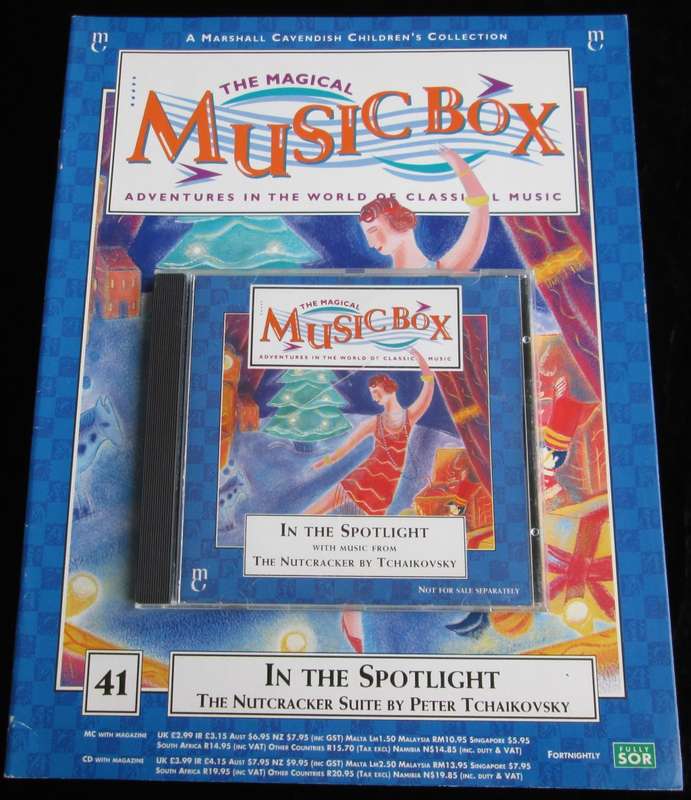 mc A MARSHALL CAVENDISH CHILDREN'S COLLECTION mc
THE MAGICAL
MUSIC BOX
ADVENTURES IN THE WORLD OF CLASSICAL MUSIC
THE MAGICAL
MUSIC BOX
ADVENTURES IN THE WORLD OF CLASSICAL MUSIC
IN THE SPOTLIGHT
WITH MUSIC FROM
THE NUTCRACKER BY TCHAIKOVSKY
mc
NOT FOR SALE SEPARATELY
41
IN THE SPOTLIGHT
THE NUTCRACKER SUITE BY PETER TCHAIKOVSKY
MC WITH MAGAZINE UK £2.99 IR £3.15 AUST $6.95 NZ $7.95 (INC GST) MALTA LM1.50 MALAYSIA RM10.95 SINGAPORE $5.95
SOUTH AFRICA R14.95 (INC VAT) OTHER COUNTRIES R15.70 (TAX EXCL) NAMIBIA N$14.85 (INC. DUTY & VAT)
FORTNIGHTLY
FULLY
SOR
CD WITH MAGAZINE UK £3.99 IR £4.15 AUST $7.95 NZ $9.95 (INC GST) MALTA LM2.50 MALAYSIA RM13.95 SINGAPORE $7.95
SOUTH AFRICA R19.95 (INC VAT) OTHER COUNTRIES R20.95 (TAX EXCL) NAMIBIA N$19.85 (INC. DUTY & VAT)